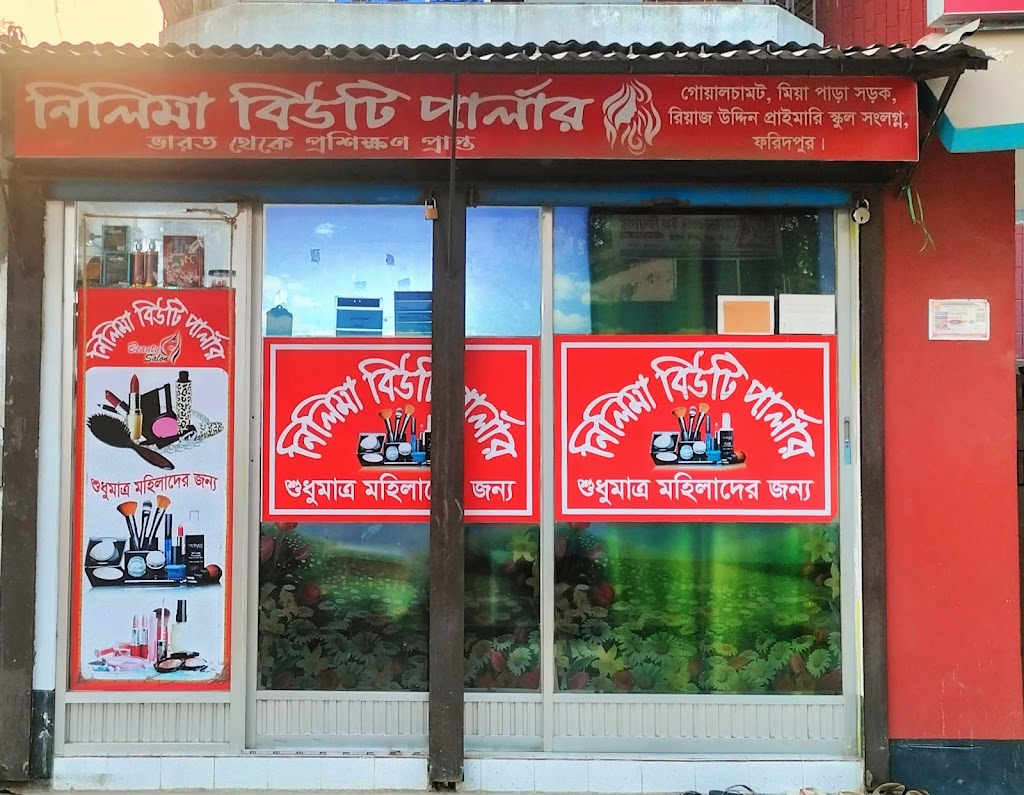 নিলিমা বিউটি পার্লার
ভারত থেকে প্রশিক্ষণ প্রাপ্ত
গোয়ালচামট, মিয়া পাড়া সড়ক,
রিয়াজ উদ্দিন প্রাইমারি স্কুল সংলগ্ন,
ফরিদপুর।
নিলিমা বিউটি পার্লার
Beauty
Salon
শুধুমাত্র মহিলাদের জন্য
নিলিমা বিউটি পার্লার
শুধুমাত্র মহিলাদের জন্য
নিলিমা বিউটি পার্লার
শুধুমাত্র মহিলাদের জন্য